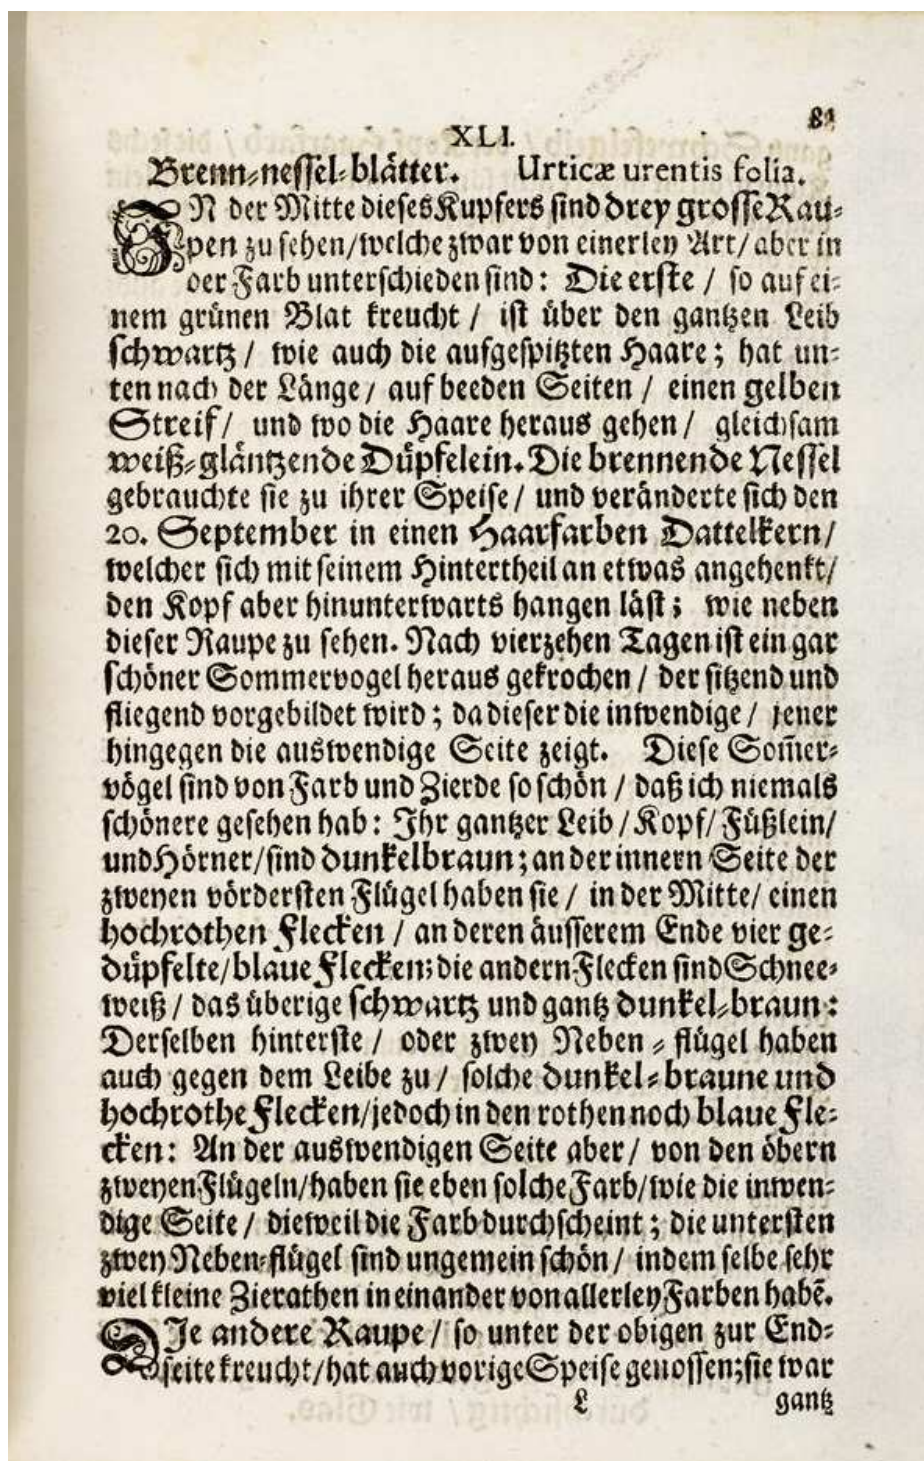 81
XLI.
Brenn-nessel-blätter. Urticæ urentis folia.
IN der Mitte dieses Kupfers sind drey grosse Rau-
pen zu sehen/welche zwar von einerley Art/aber in
der Farb unterschieden sind: Die erste / so auf ei-
nem grünen Blat kreucht / ist über den gantzen Leib
schwartz / wie auch die aufgespitzten Haare; hat un-
ten nach der Länge / auf beeden Seiten / einen gelben
Streif / und wo die Haare heraus gehen / gleichsam
weiß-gläntzende Düpfelein. Die brennende Nessel
gebrauchte sie zu ihrer Speise / und veränderte sich den
20. September in einen Haarfarben Dattelkern /
welcher sich mit seinem Hintertheil an etwas angehenkt/
den Kopf aber hinunterwarts hangen läst; wie neben
dieser Raupe zu sehen. Nach vierzehen Tagen ist ein gar
schöner Sommervogel heraus gekrochen / der sitzend und
fliegend vorgebildet wird; da dieser die inwendige / jener
hingegen die auswendige Seite zeigt. Diese Som̃er-
vögel sind von Farb und Zierde so schön / daß ich niemals
schönere gesehen hab: Ihr gantzer Leib / Kopf/ Füßlein/
und Hörner/sind dunkelbraun; an der innern Seite der
zweyen vördersten Flügel haben sie / in der Mitte/ einen
hochrothen Flecken / an deren äusserem Ende vier ge-
düpfelte/blaue Flecken; die andern Flecken sind Schnee-
weiß / das überige schwartz und gantz dunkel-braun:
Derselben hinterste / oder zwey Neben-flügel haben
auch gegen dem Leibe zu / solche dunkel-braune und
hochrothe Flecken/jedoch in den rothen noch blaue Fle-
cken: An der auswendigen Seite aber / von den öbern
zweyen Flügeln/haben sie eben solche Farb/wie die inwen-
dige Seite / dieweil die Farb durchscheint; die untersten
zwey Neben-flügel sind ungemein schön / indem selbe sehr
viel kleine Zierathen in einander von allerley Farben habẽ.
DIe andere Raupe / so unter der obigen zur End-
seite kreucht/hat auch vorige Speise genossen;sie war
L gantz